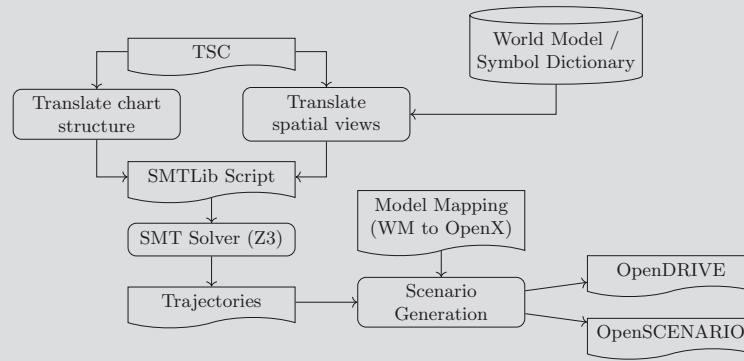 TSC
World Model /
Symbol Dictionary
Translate chart
structure
Translate
spatial views
SMTLib Script
Model Mapping
(WM to OpenX)
SMT Solver (Z3)
OpenDRIVE
Trajectories
Scenario
Generation
OpenSCENARIO